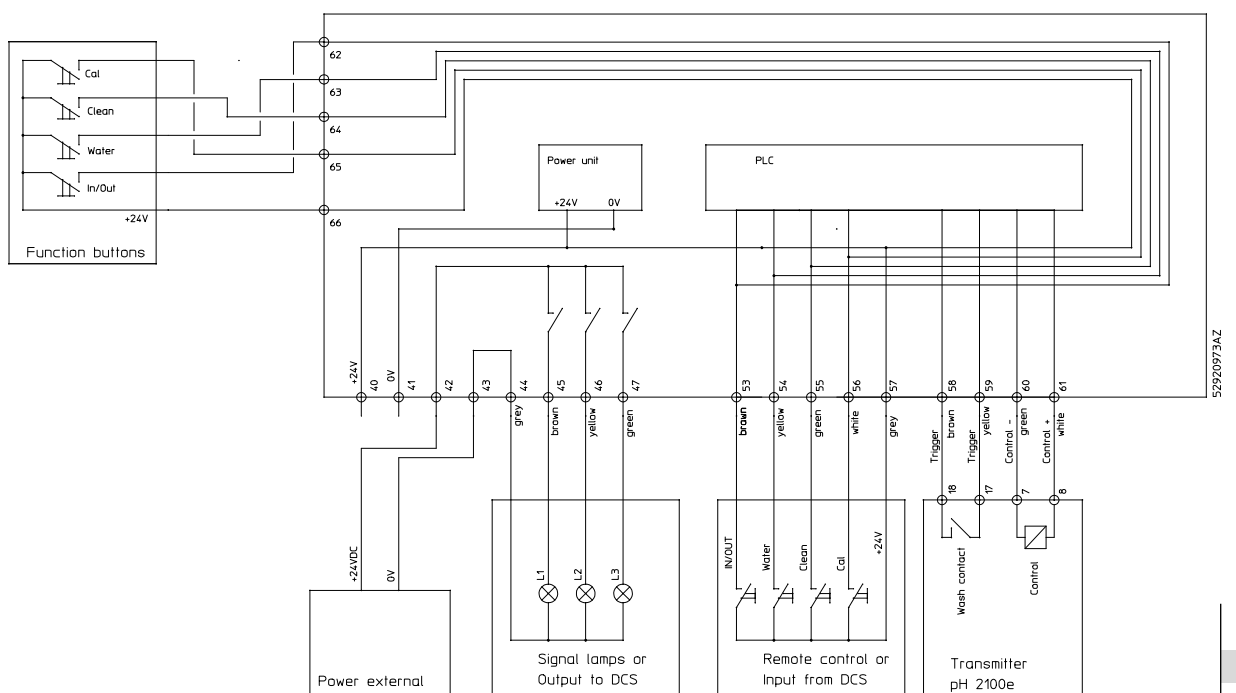 Cal
Clean
Water
In/Out
+24V
Function buttons
62
63
64
65
66
Power unit
+24V 0V
PLC
+24V
40
0V
41
42
43
44
45
46
47
grey
brown
yellow
green
53
54
55
56
57
58
59
60
61
brown
yellow
green
white
grey
Trigger
brown
Trigger
yellow
Control -
green
Control +
white
18
17
7
8
+24VDC
0V
Power external
L1
L2
L3
Signal lamps or
Output to DCS
IN/OUT
Water
Clean
Cal
+24V
Remote control or
Input from DCS
Wash contact
Control
Transmitter
pH 2100e
52920973AZ